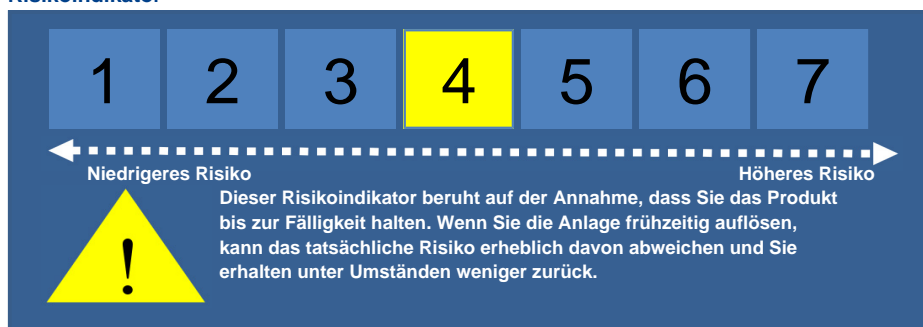 Risikoindikator
1 2 3 4 5 6 7
Niedrigeres Risiko Höheres Risiko
Dieser Risikoindikator beruht auf der Annahme, dass Sie das Produkt
bis zur Fälligkeit halten. Wenn Sie die Anlage frühzeitig auflösen,
kann das tatsächliche Risiko erheblich davon abweichen und Sie
erhalten unter Umständen weniger zurück.
!